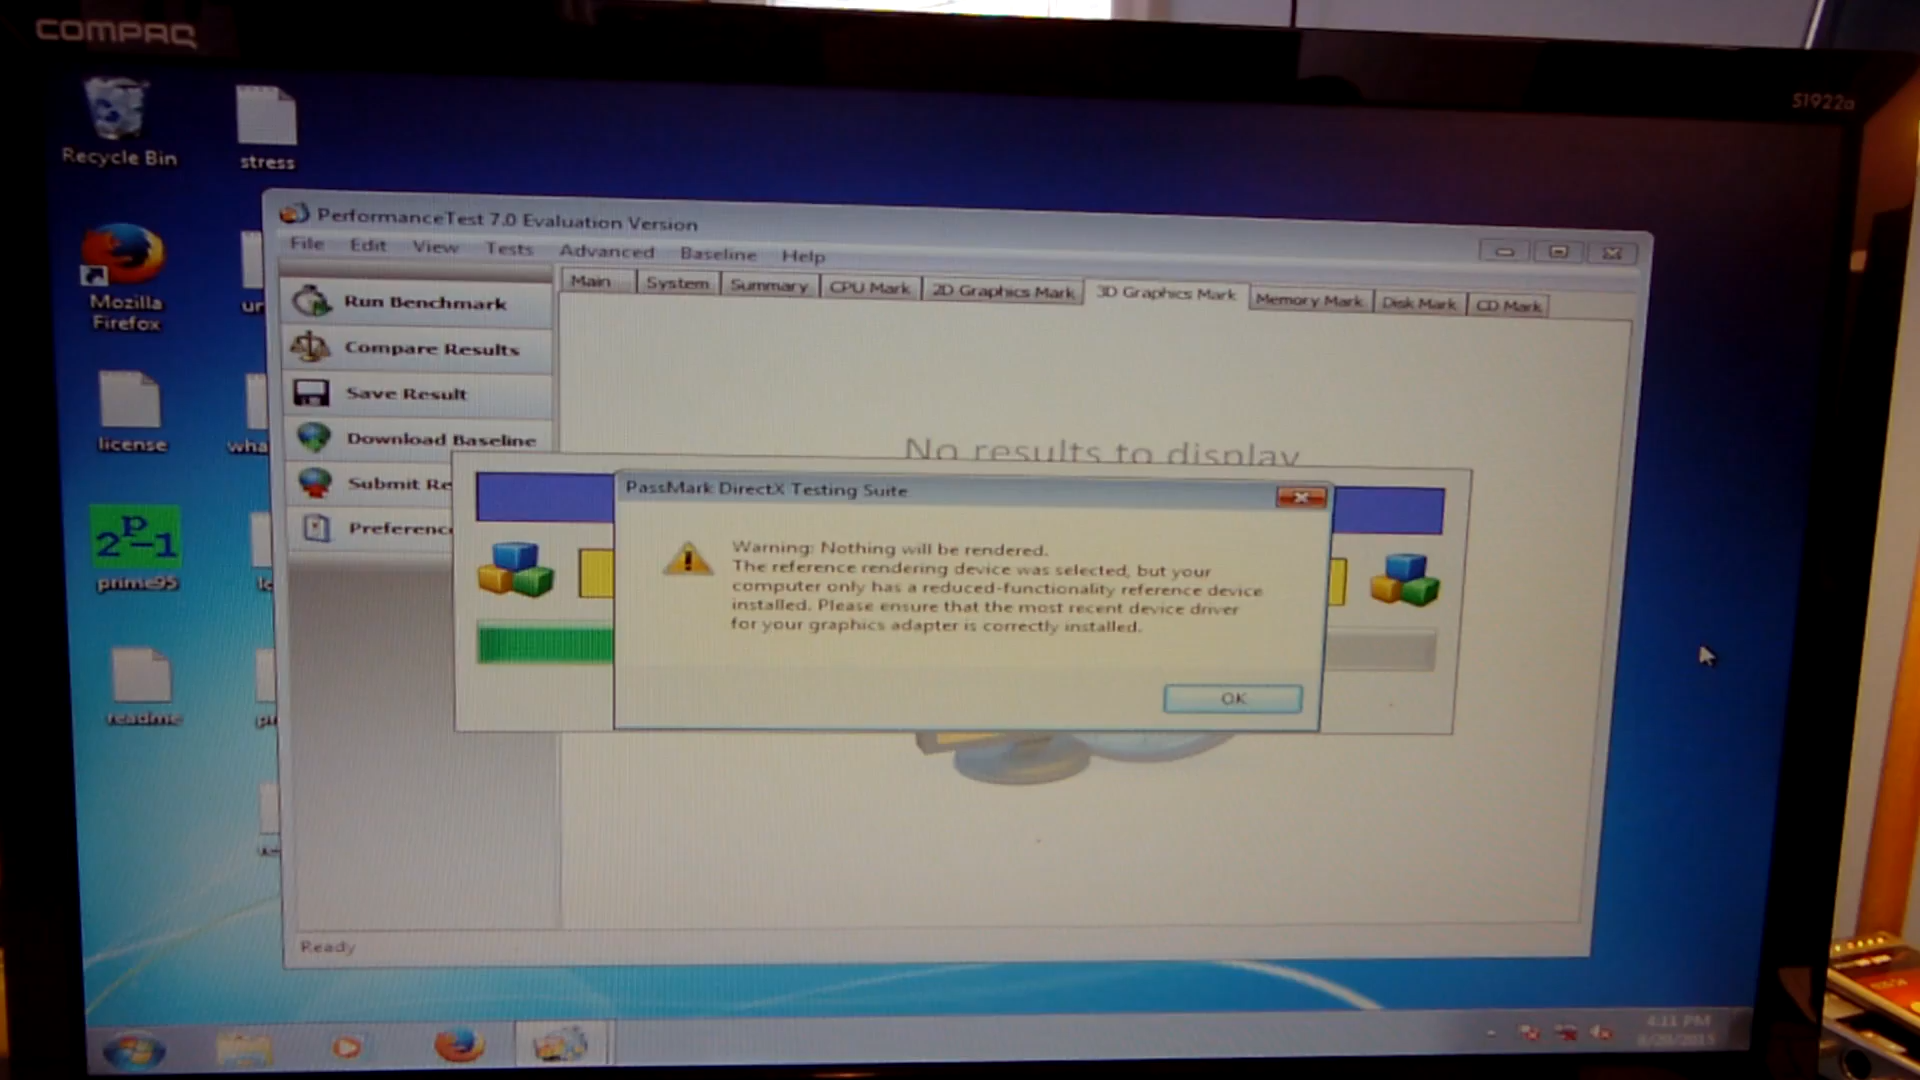 COMPAQ
S1922a
Recycle Bin
stress
PerformanceTest 7.0 Evaluation Version
File Edit View Tests Advanced Baseline Help
Main System Summary CPU Mark 2D Graphics Mark 3D Graphics Mark Memory Mark Disk Mark CD Mark
Run Benchmark
Compare Results
Save Result
Download Baseline
Submit Re
Preference
Mozilla
Firefox
license
wha
2P-1
prime95
readme
No results to display
PassMark DirectX Testing Suite
Warning: Nothing will be rendered.
The reference rendering device was selected, but your
computer only has a reduced-functionality reference device
installed. Please ensure that the most recent device driver
for your graphics adapter is correctly installed.
OK
Ready
4:11 PM